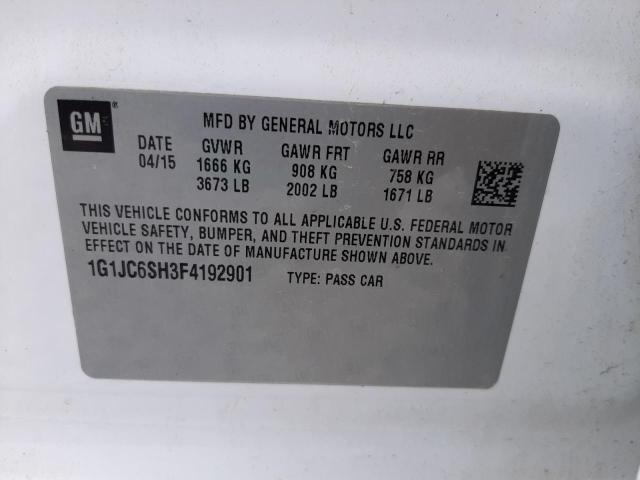 GM ®
MFD BY GENERAL MOTORS LLC
DATE GVWR GAWR FRT GAWR RR
04/15 1666 KG 908 KG 758 KG
3673 LB 2002 LB 1671 LB
THIS VEHICLE CONFORMS TO ALL APPLICABLE U.S. FEDERAL MOTOR
VEHICLE SAFETY, BUMPER, AND THEFT PREVENTION STANDARDS IN
EFFECT ON THE DATE OF MANUFACTURE SHOWN ABOVE.
1G1JC6SH3F4192901 TYPE: PASS CAR